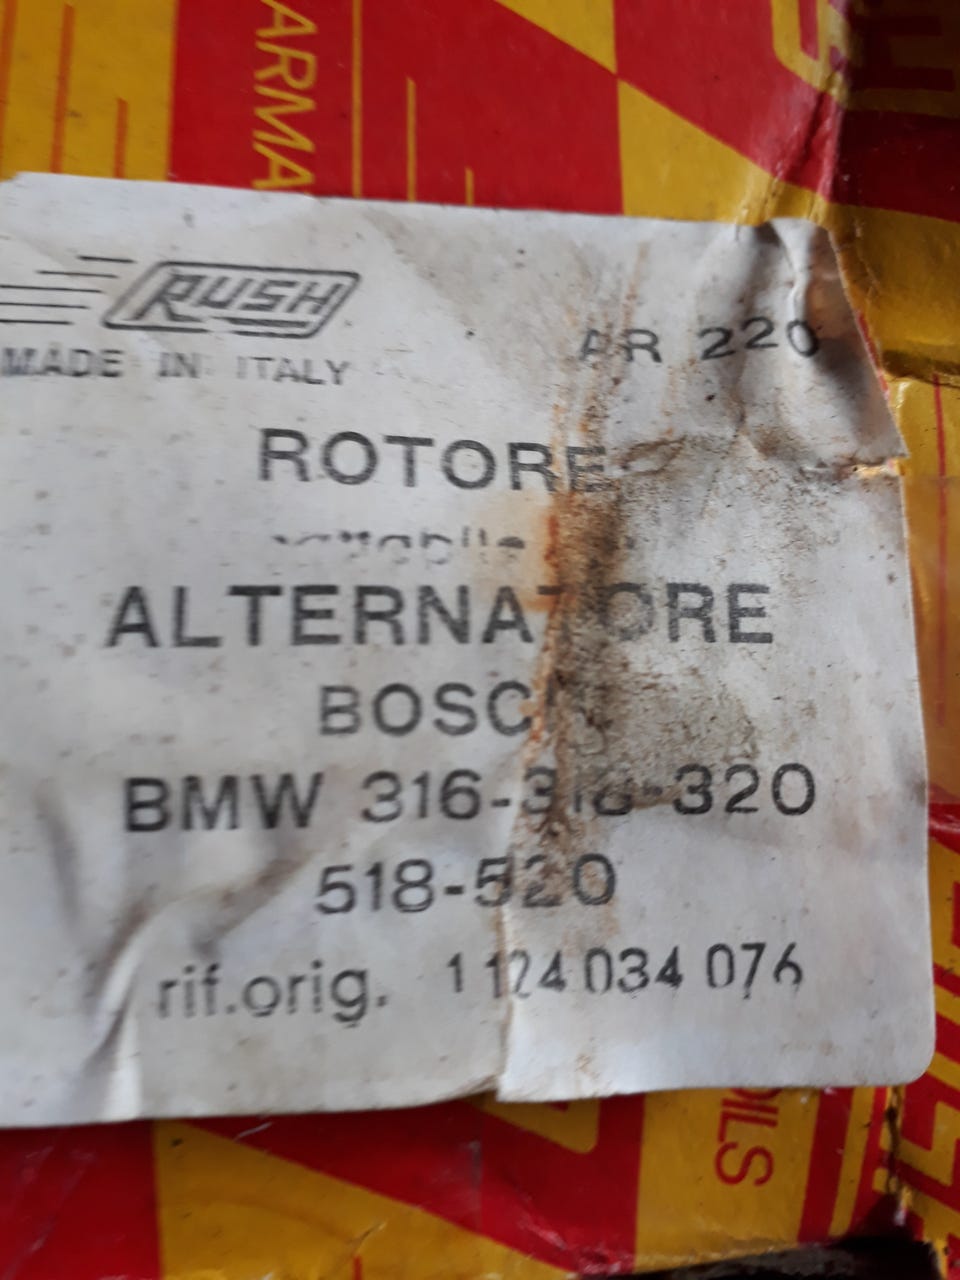 ARMA
RUSH
MADE IN ITALY
AR 220
ROTORE
ALTERNATORE
BOSCH
BMW 316-318-320
518-520
rif.orig. 1 124 034 076
OILS